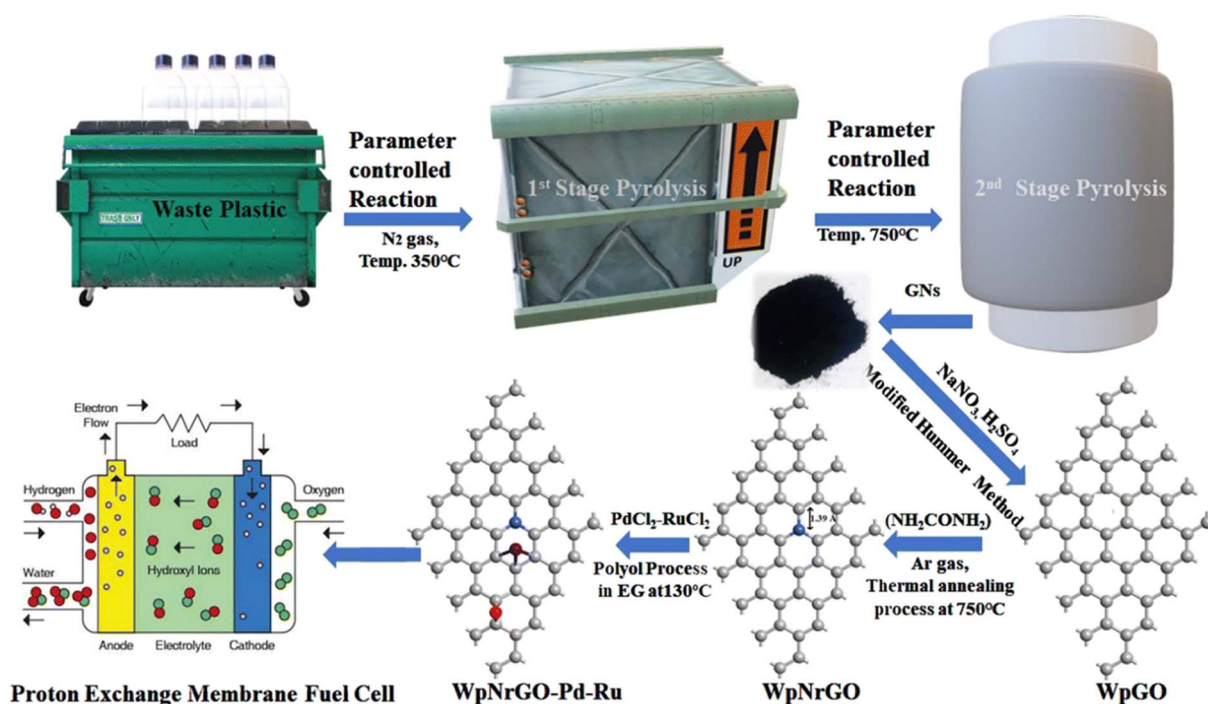 Waste Plastic
TRASH ONLY
Parameter
controlled
Reaction
N2 gas,
Temp. 350°C
1st Stage Pyrolysis
UP
Parameter
controlled
Reaction
Temp. 750°C
2nd Stage Pyrolysis
GNs
NaNO3, H2SO4
Modified Hummer Method
WpGO
(NH2CONH2)
Ar gas,
Thermal annealing
process at 750°C
1.39 A
WpNrGO
PdCl2-RuCl2
Polyol Process
in EG at130°C
WpNrGO-Pd-Ru
Electron
Flow
Load
Hydrogen
Oxygen
Hydroxyl Ions
Water
Anode
Electrolyte
Cathode
Proton Exchange Membrane Fuel Cell